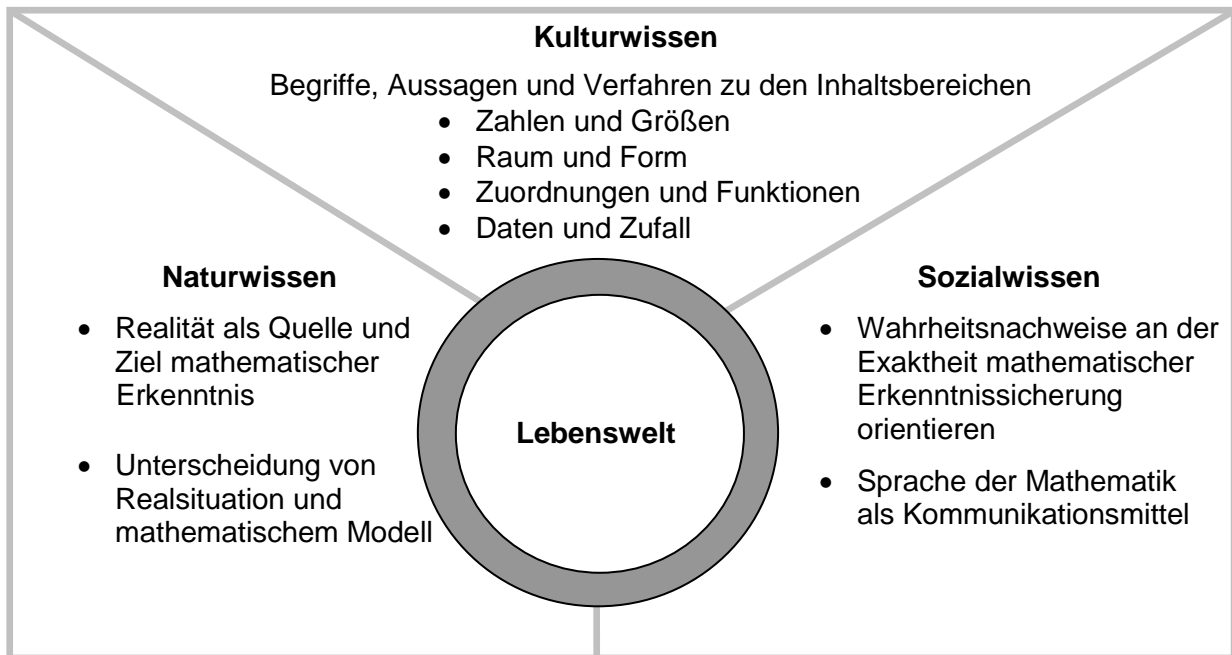 Kulturwissen
Begriffe, Aussagen und Verfahren zu den Inhaltsbereichen
• Zahlen und Größen
• Raum und Form
• Zuordnungen und Funktionen
• Daten und Zufall
Naturwissen
• Realität als Quelle und
Ziel mathematischer
Erkenntnis
• Unterscheidung von
Realsituation und
mathematischem Modell
Lebenswelt
Sozialwissen
• Wahrheitsnachweise an der
Exaktheit mathematischer
Erkenntnissicherung
orientieren
• Sprache der Mathematik
als Kommunikationsmittel